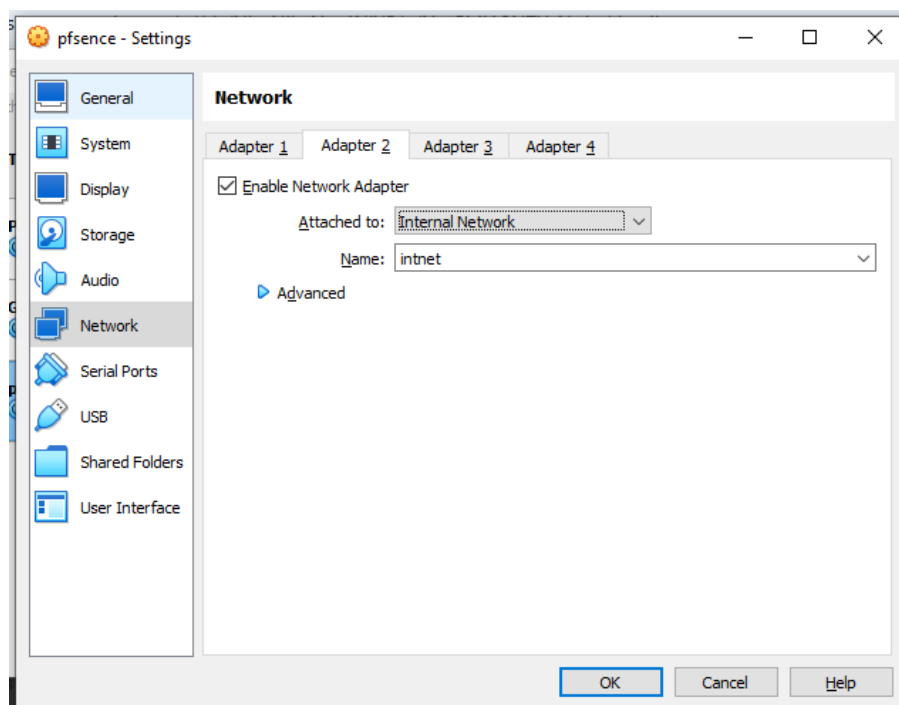 pfsence - Settings
General
System
Display
Storage
Audio
Network
Serial Ports
USB
Shared Folders
User Interface
Network
Adapter 1 Adapter 2 Adapter 3 Adapter 4
Enable Network Adapter
Attached to: Internal Network
Name: intnet
Advanced
OK Cancel Help